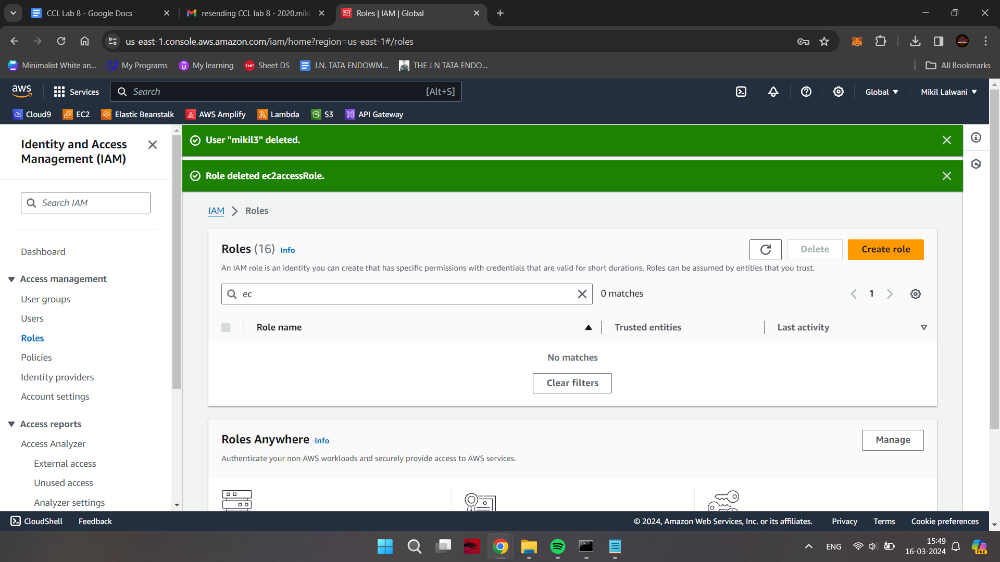 CCL Lab 8 - Google Docs
resending CCL lab 8 - 2020.miki
Roles | IAM | Global
us-east-1.console.aws.amazon.com/iam/home?region=us-east-1#/roles
Minimalist White an...
My Programs
My learning
Sheet DS
J.N. TATA ENDOWM...
THE J N TATA ENDO...
All Bookmarks
aws
Services
Search
[Alt+S]
Global
Mikil Lalwani
Cloud9
EC2
Elastic Beanstalk
AWS Amplify
Lambda
S3
API Gateway
Identity and Access
Management (IAM)
Search IAM
Dashboard
Access management
User groups
Users
Roles
Policies
Identity providers
Account settings
Access reports
Access Analyzer
External access
Unused access
Analyzer settings
User "mikil3" deleted.
Role deleted ec2accessRole.
IAM > Roles
Roles (16) Info
Delete
Create role
An IAM role is an identity you can create that has specific permissions with credentials that are valid for short durations. Roles can be assumed by entities that you trust.
ec
0 matches
1
Role name
Trusted entities
Last activity
No matches
Clear filters
Roles Anywhere Info
Manage
Authenticate your non AWS workloads and securely provide access to AWS services.
CloudShell
Feedback
© 2024, Amazon Web Services, Inc. or its affiliates.
Privacy
Terms
Cookie preferences
ENG
15:49
16-03-2024
PRE